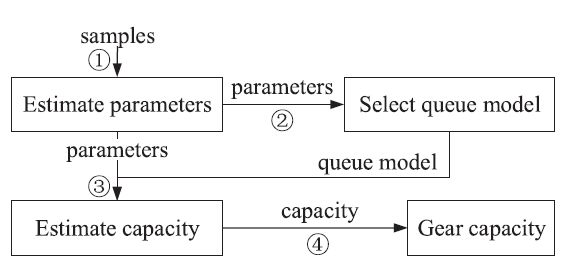 samples
①
Estimate parameters
parameters
②
Select queue model
parameters
queue model
③
Estimate capacity
capacity
④
Gear capacity